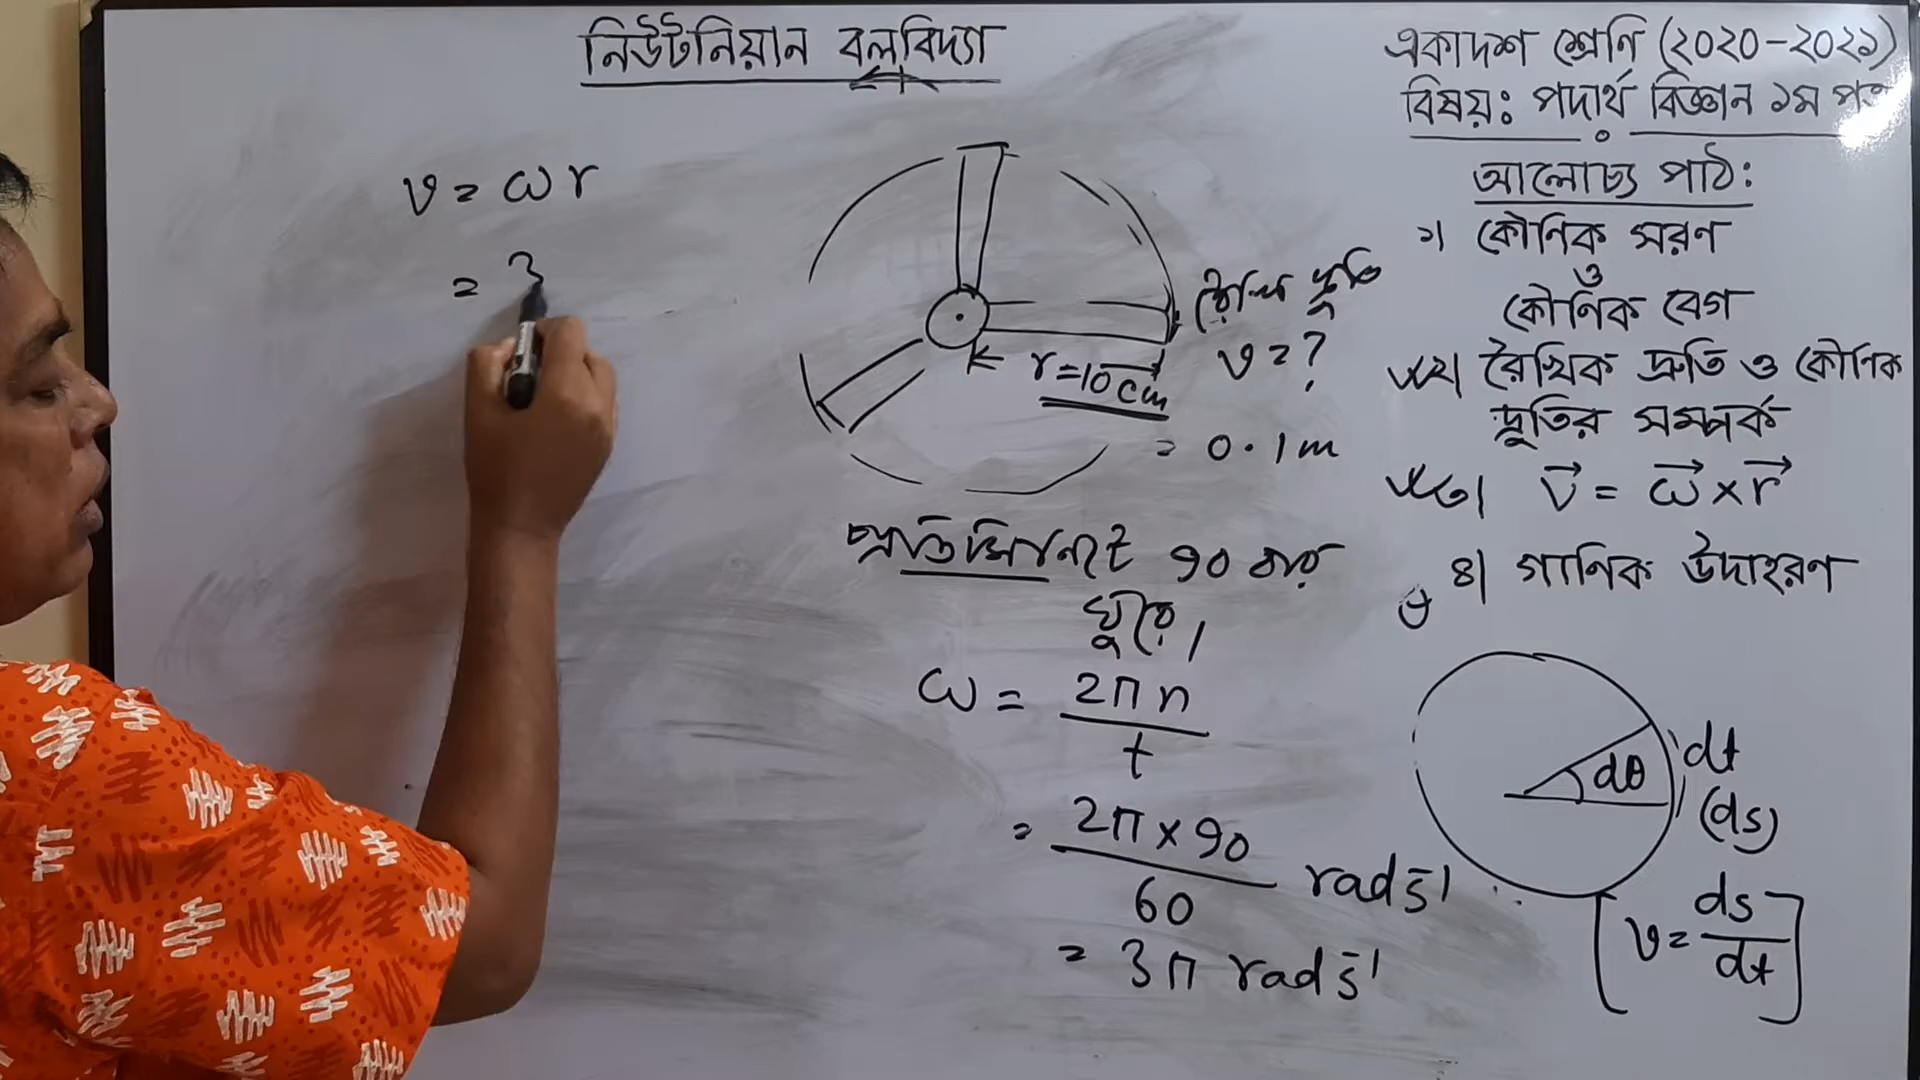 নিউটনিয়ান বলবিদ্যা
একাদশ শ্রেণি (২০২০-২০২১)
বিষয়ঃ পদার্থ বিজ্ঞান ১ম পত্র
আলোচ্য পাঠ:
১। কৌণিক সরণ
ও
কৌণিক বেগ
২। রৈখিক দ্রুতি ও কৌণিক
দ্রুতির সম্পর্ক
৩। v⃗ = ω⃗ × r⃗
৪। গাণিক উদাহরণ
v = ωr
= 3
রৈখিক দ্রুতি
v = ?
r = 10 cm
= 0.1 m
প্রতি মিনিটে 90 বার
ঘুরে।
ω = 2πn / t
= 2π × 90 / 60 rad s⁻¹
= 3π rad s⁻¹
dθ
dt
(ds)
[v = ds / dt]